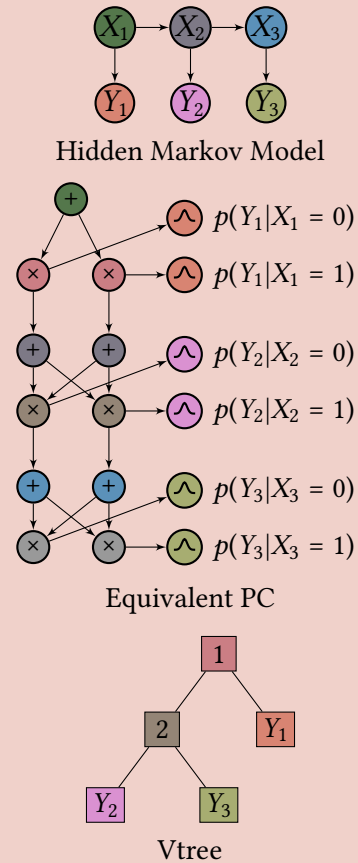 X₁ X₂ X₃
Y₁ Y₂ Y₃
Hidden Markov Model
+ p(Y₁|X₁ = 0)
× × p(Y₁|X₁ = 1)
+ + p(Y₂|X₂ = 0)
× × p(Y₂|X₂ = 1)
+ + p(Y₃|X₃ = 0)
× × p(Y₃|X₃ = 1)
Equivalent PC
1
2 Y₁
Y₂ Y₃
Vtree